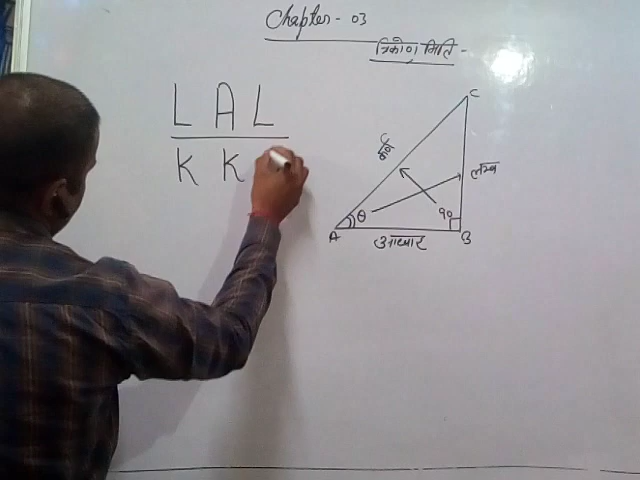 Chapter - 03
त्रिकोणमिति -
L A L
K K
C
कर्ण
लम्ब
θ
90
A
B
आधार